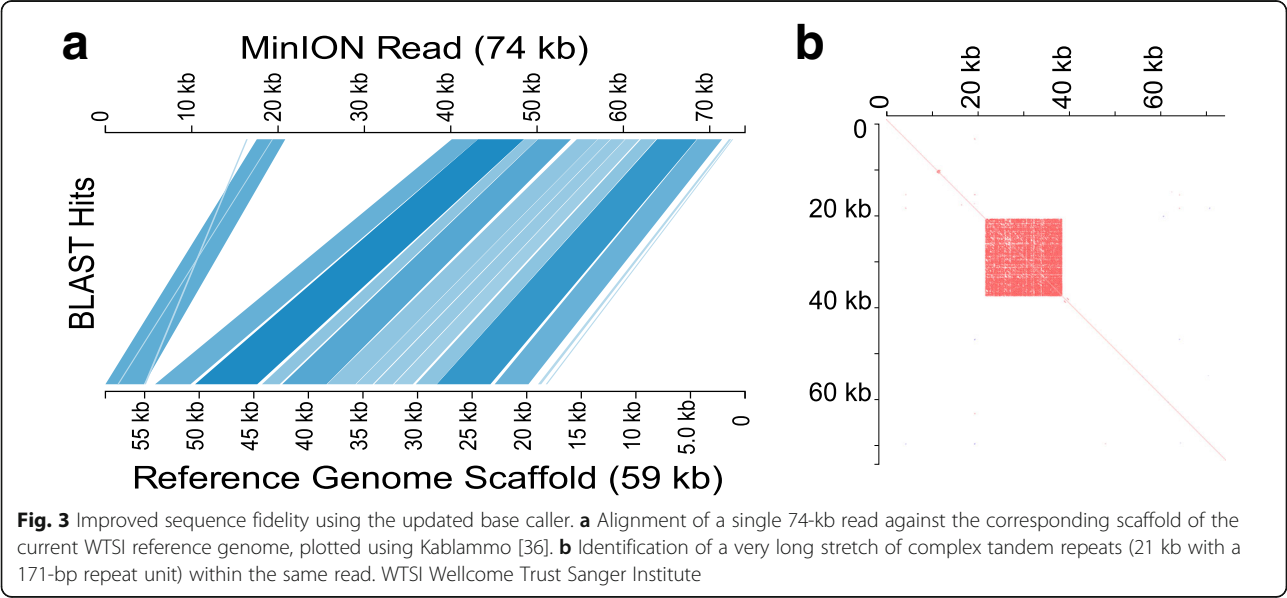 a
MinION Read (74 kb)
0 10 kb 20 kb 30 kb 40 kb 50 kb 60 kb 70 kb
BLAST Hits
55 kb 50 kb 45 kb 40 kb 35 kb 30 kb 25 kb 20 kb 15 kb 10 kb 5.0 kb 0
Reference Genome Scaffold (59 kb)
b
0 20 kb 40 kb 60 kb
0
20 kb
40 kb
60 kb
Fig. 3 Improved sequence fidelity using the updated base caller. a Alignment of a single 74-kb read against the corresponding scaffold of the
current WTSI reference genome, plotted using Kablammo [36]. b Identification of a very long stretch of complex tandem repeats (21 kb with a
171-bp repeat unit) within the same read. WTSI Wellcome Trust Sanger Institute